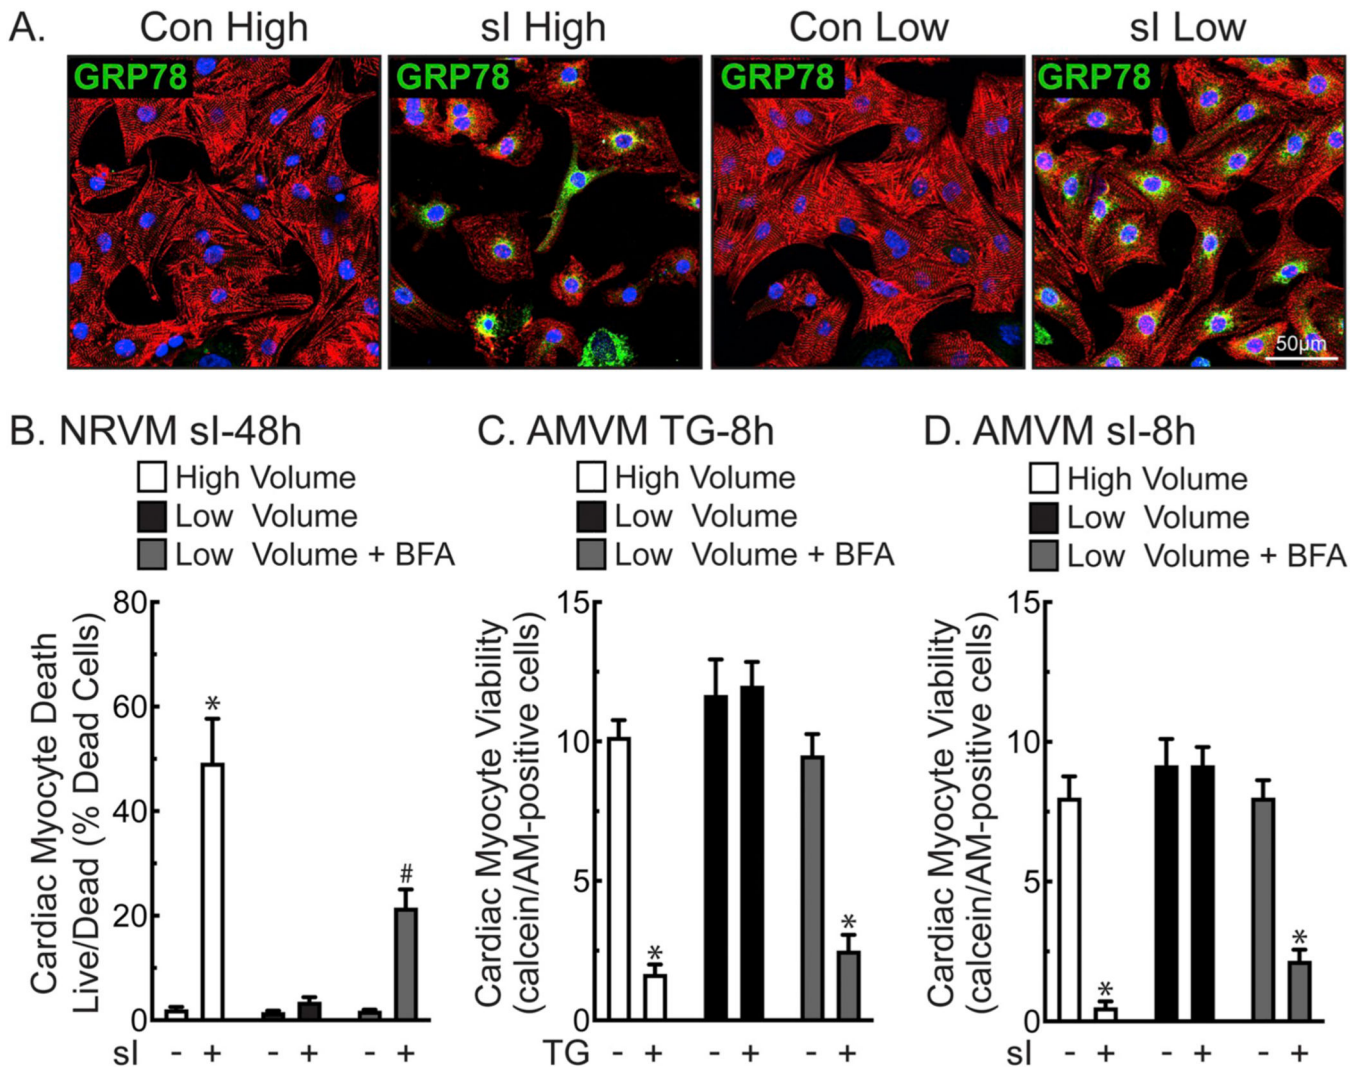 A. Con High sI High Con Low sI Low
GRP78 GRP78 GRP78 GRP78
50µm
B. NRVM sI-48h
High Volume
Low Volume
Low Volume + BFA
Cardiac Myocyte Death
Live/Dead (% Dead Cells)
80
60
40
20
0
*
#
sI - + - + - +
C. AMVM TG-8h
High Volume
Low Volume
Low Volume + BFA
Cardiac Myocyte Viability
(calcein/AM-positive cells)
15
10
5
0
*
*
TG - + - + - +
D. AMVM sI-8h
High Volume
Low Volume
Low Volume + BFA
Cardiac Myocyte Viability
(calcein/AM-positive cells)
15
10
5
0
*
*
sI - + - + - +